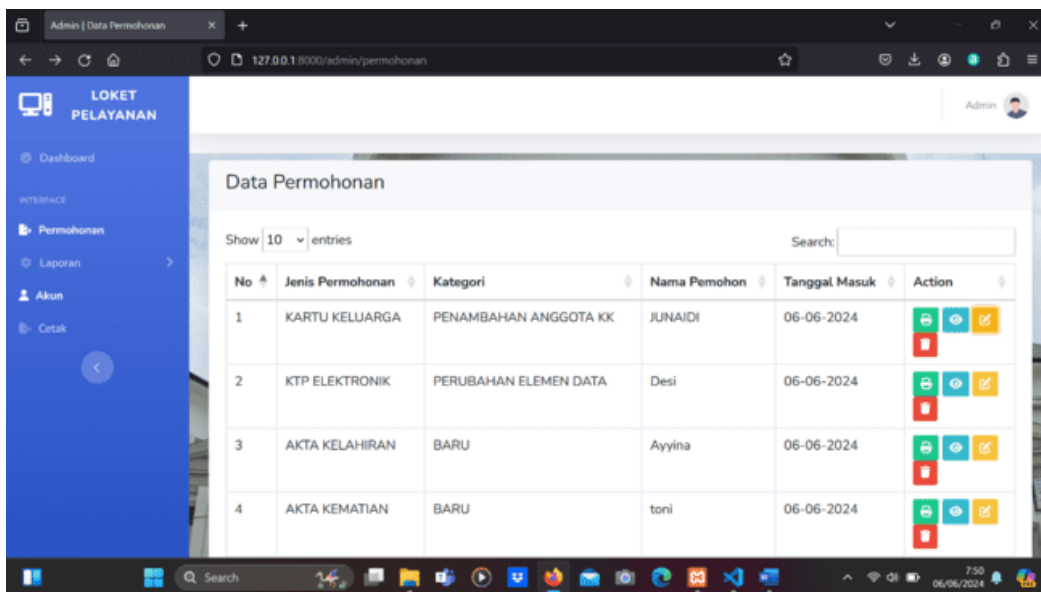 Admin | Data Permohonan
127.0.0.1:8000/admin/permohonan
LOKET
PELAYANAN
Admin
Dashboard
INTERFACE
Permohonan
Laporan
Akun
Cetak
Data Permohonan
Show 10 entries
Search:
No Jenis Permohonan Kategori Nama Pemohon Tanggal Masuk Action
1 KARTU KELUARGA PENAMBAHAN ANGGOTA KK JUNAIDI 06-06-2024
2 KTP ELEKTRONIK PERUBAHAN ELEMEN DATA Desi 06-06-2024
3 AKTA KELAHIRAN BARU Ayyina 06-06-2024
4 AKTA KEMATIAN BARU toni 06-06-2024
Search
7:50
06/06/2024